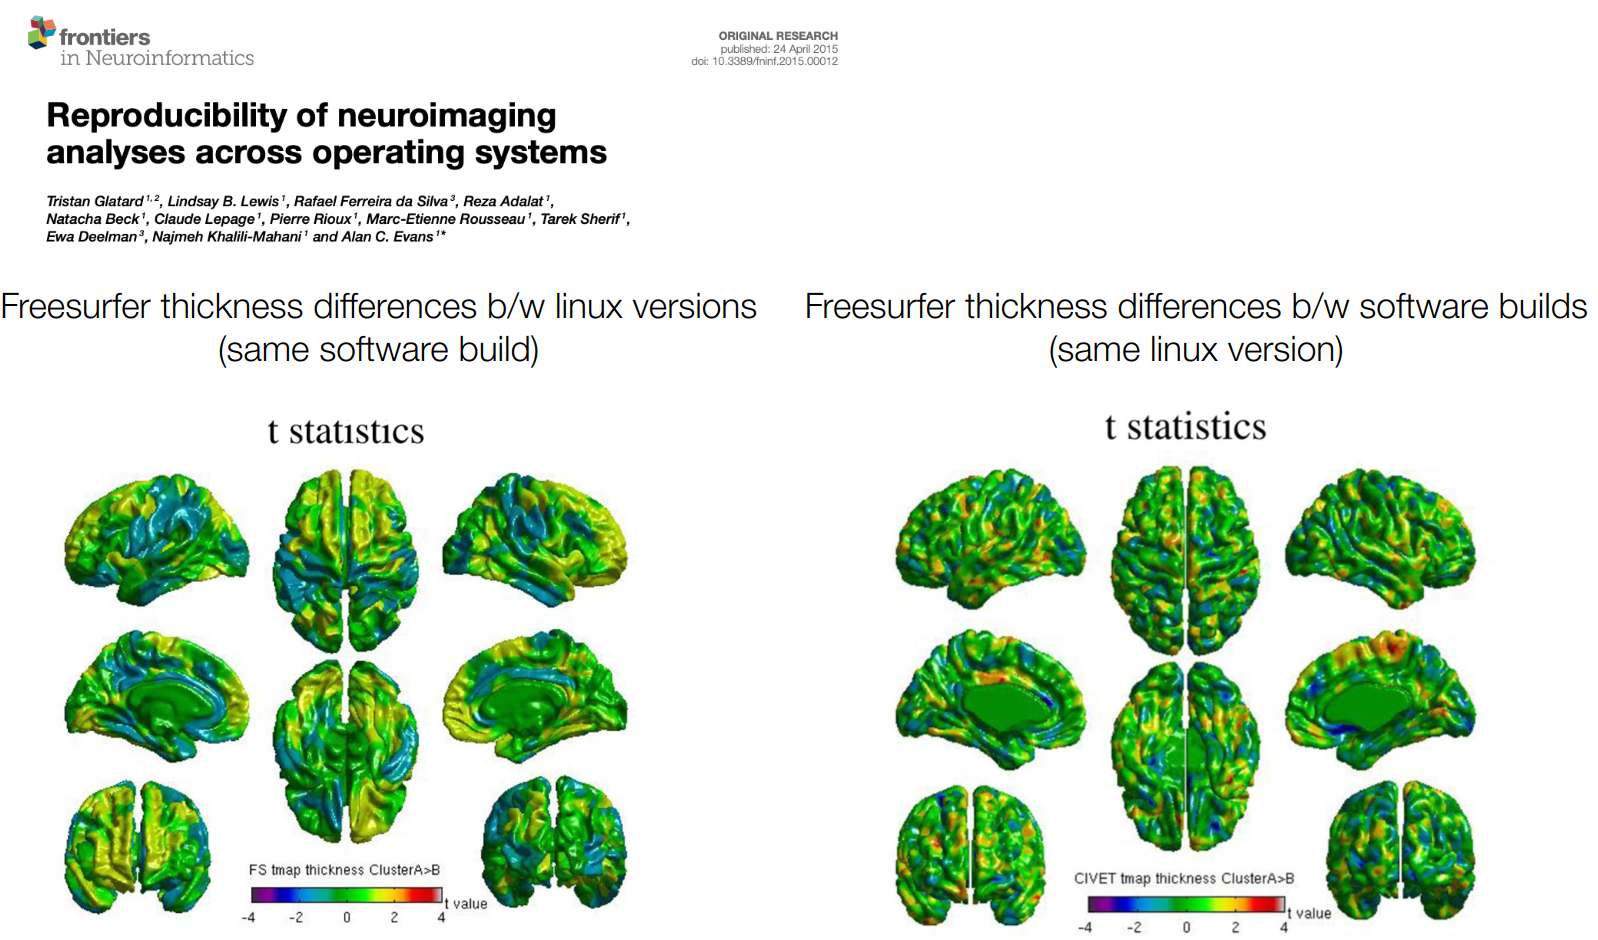 frontiers
in Neuroinformatics
ORIGINAL RESEARCH
published: 24 April 2015
doi: 10.3389/fninf.2015.00012
Reproducibility of neuroimaging
analyses across operating systems
Tristan Glatard 1, 2, Lindsay B. Lewis 1, Rafael Ferreira da Silva 3, Reza Adalat 1,
Natacha Beck 1, Claude Lepage 1, Pierre Rioux 1, Marc-Etienne Rousseau 1, Tarek Sherif 1,
Ewa Deelman 3, Najmeh Khalili-Mahani 1 and Alan C. Evans 1*
Freesurfer thickness differences b/w linux versions
(same software build)
t statistics
FS tmap thickness ClusterA>B
t value
-4 -2 0 2 4
Freesurfer thickness differences b/w software builds
(same linux version)
t statistics
CIVET tmap thickness ClusterA>B
t value
-4 -2 0 2 4